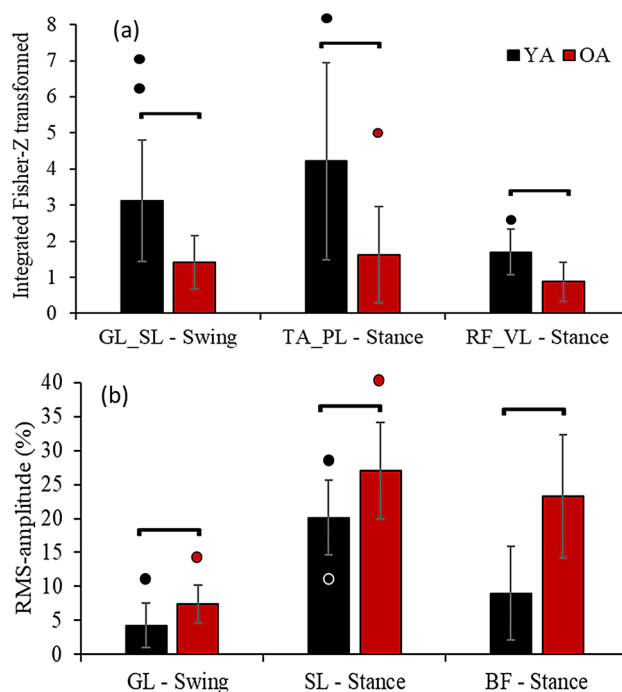 (a)
YA OA
Integrated Fisher-Z transformed
8
7
6
5
4
3
2
1
0
GL_SL - Swing TA_PL - Stance RF_VL - Stance
(b)
RMS-amplitude (%)
40
35
30
25
20
15
10
5
0
GL - Swing SL - Stance BF - Stance